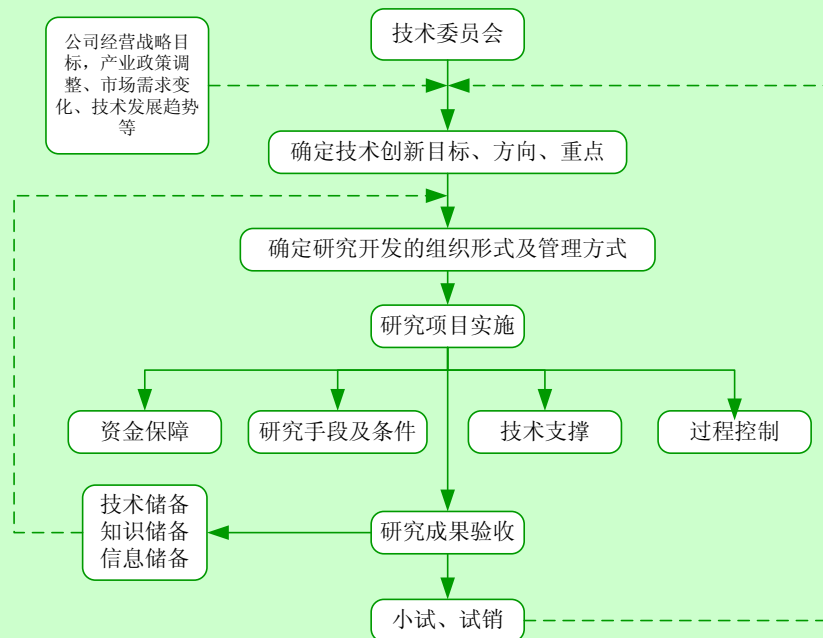 技术委员会
公司经营战略目
标，产业政策调
整、市场需求变
化、技术发展趋势
等
确定技术创新目标、方向、重点
确定研究开发的组织形式及管理方式
研究项目实施
资金保障
研究手段及条件
技术支撑
过程控制
技术储备
知识储备
信息储备
研究成果验收
小试、试销